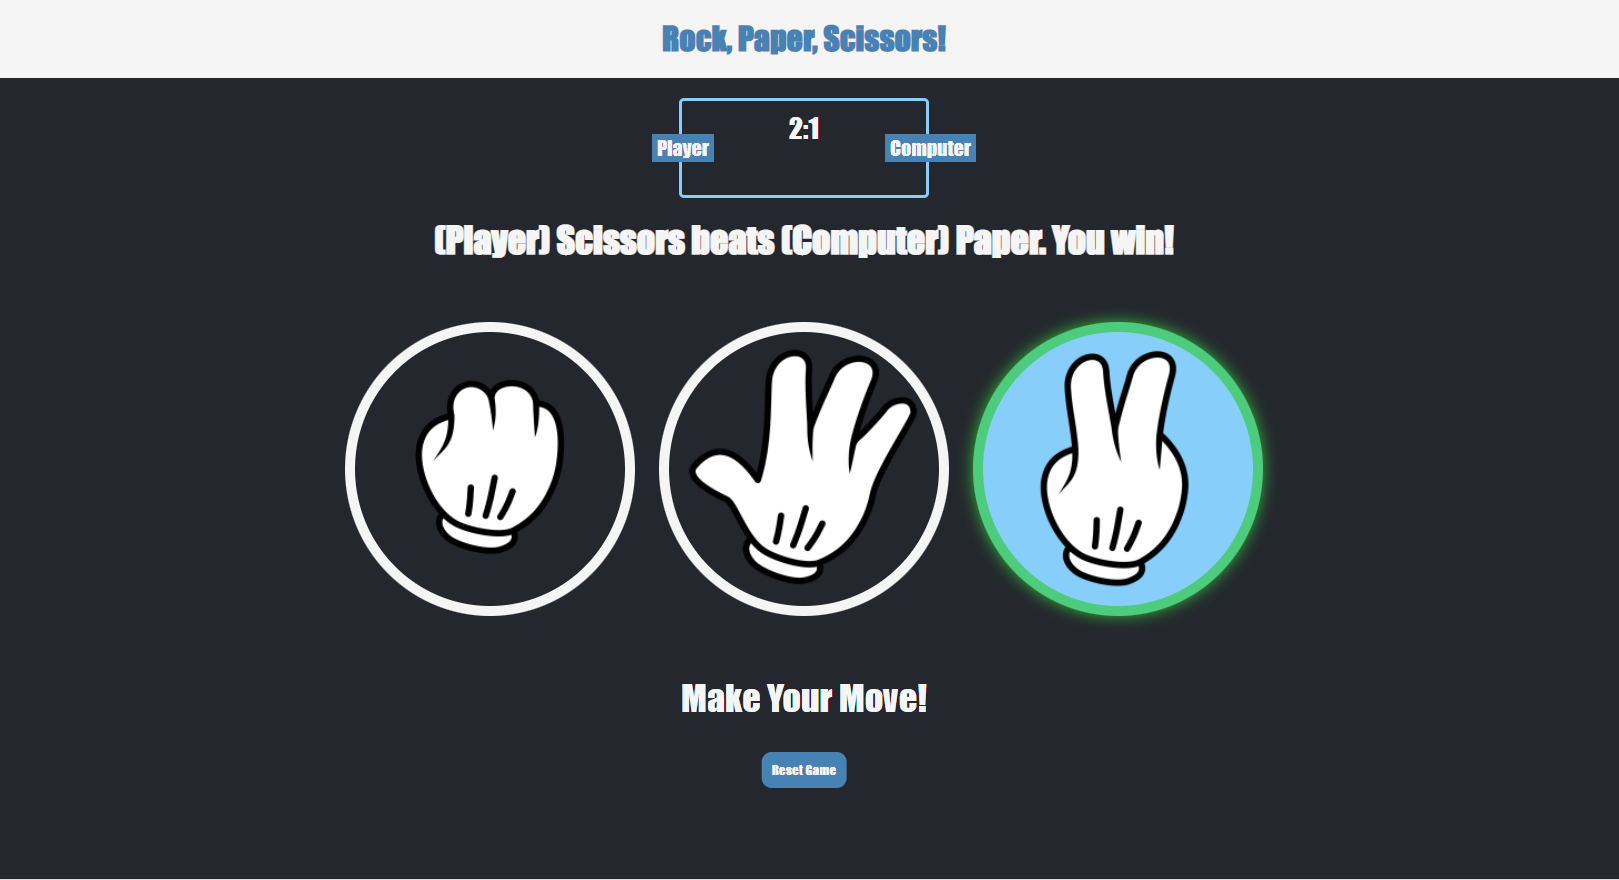 Rock, Paper, Scissors!
2:1
Player
Computer
(Player) Scissors beats (Computer) Paper. You win!
Make Your Move!
Reset Game